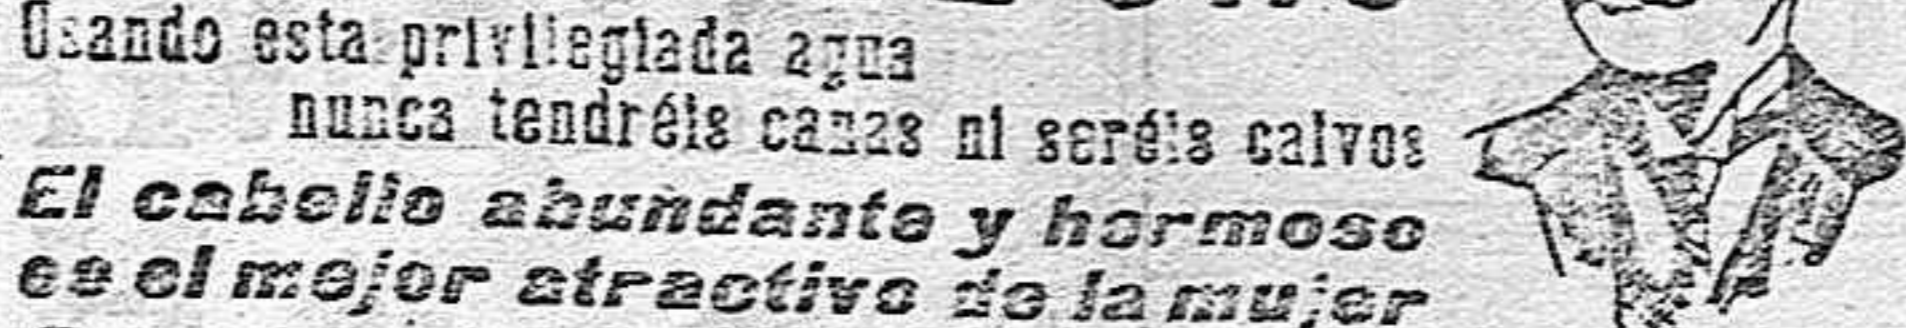 Usando esta privilegiada agua
nunca tendréis canas ni seréis calvos
El cabello abundante y hermoso
es el mejor atractivo de la mujer